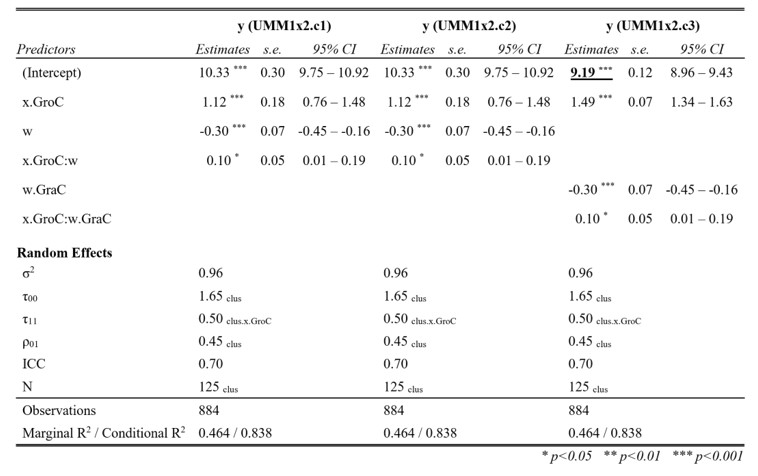 y (UMM1x2.c1) y (UMM1x2.c2) y (UMM1x2.c3)
Predictors Estimates s.e. 95% CI Estimates s.e. 95% CI Estimates s.e. 95% CI
(Intercept) 10.33 *** 0.30 9.75 – 10.92 10.33 *** 0.30 9.75 – 10.92 9.19 *** 0.12 8.96 – 9.43
x.GroC 1.12 *** 0.18 0.76 – 1.48 1.12 *** 0.18 0.76 – 1.48 1.49 *** 0.07 1.34 – 1.63
w -0.30 *** 0.07 -0.45 – -0.16 -0.30 *** 0.07 -0.45 – -0.16
x.GroC:w 0.10 * 0.05 0.01 – 0.19 0.10 * 0.05 0.01 – 0.19
w.GraC -0.30 *** 0.07 -0.45 – -0.16
x.GroC:w.GraC 0.10 * 0.05 0.01 – 0.19
Random Effects
σ2 0.96 0.96 0.96
τ00 1.65 clus 1.65 clus 1.65 clus
τ11 0.50 clus.x.GroC 0.50 clus.x.GroC 0.50 clus.x.GroC
ρ01 0.45 clus 0.45 clus 0.45 clus
ICC 0.70 0.70 0.70
N 125 clus 125 clus 125 clus
Observations 884 884 884
Marginal R2 / Conditional R2 0.464 / 0.838 0.464 / 0.838 0.464 / 0.838
* p<0.05 ** p<0.01 *** p<0.001